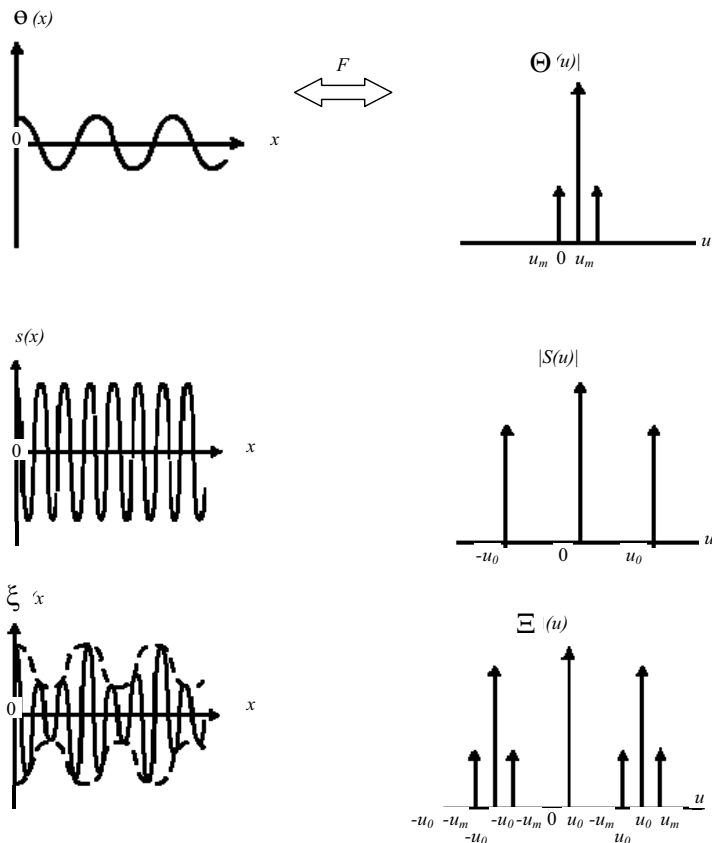 Θ (x)
F
Θ (u)|
0
x
u
u_m 0 u_m
s(x)
|S(u)|
0
x
u
-u_0 0 u_0
ξ (x
Ξ |(u)
0
x
u
-u_0 -u_m -u_0-u_m 0 u_0 -u_m u_0 u_m
-u_0 u_0